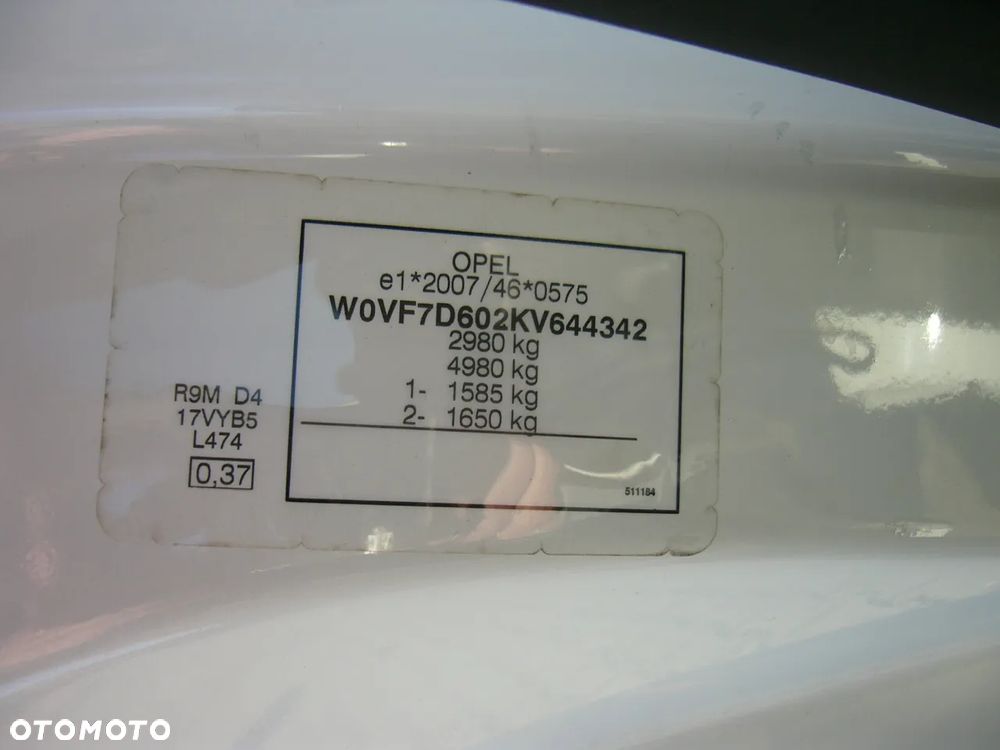 OPEL
e1*2007/46*0575
W0VF7D602KV644342
2980 kg
4980 kg
1- 1585 kg
2- 1650 kg
511184
R9M D4
17VYB5
L474
0,37
OTOMOTO